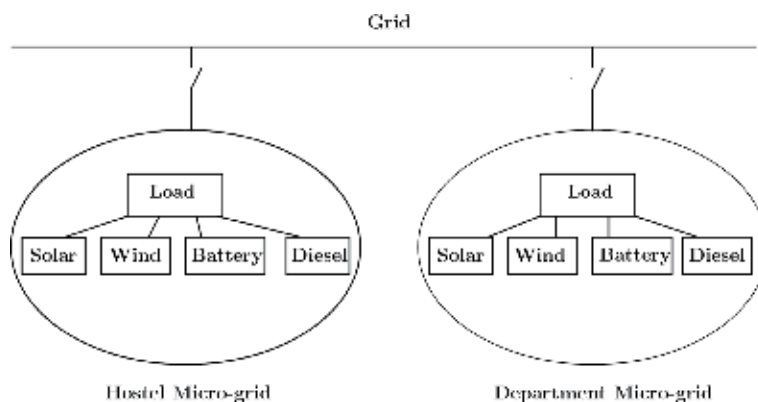 Grid
Load
Solar Wind Battery Diesel
Load
Solar Wind Battery Diesel
Hostel Micro-grid
Department Micro-grid